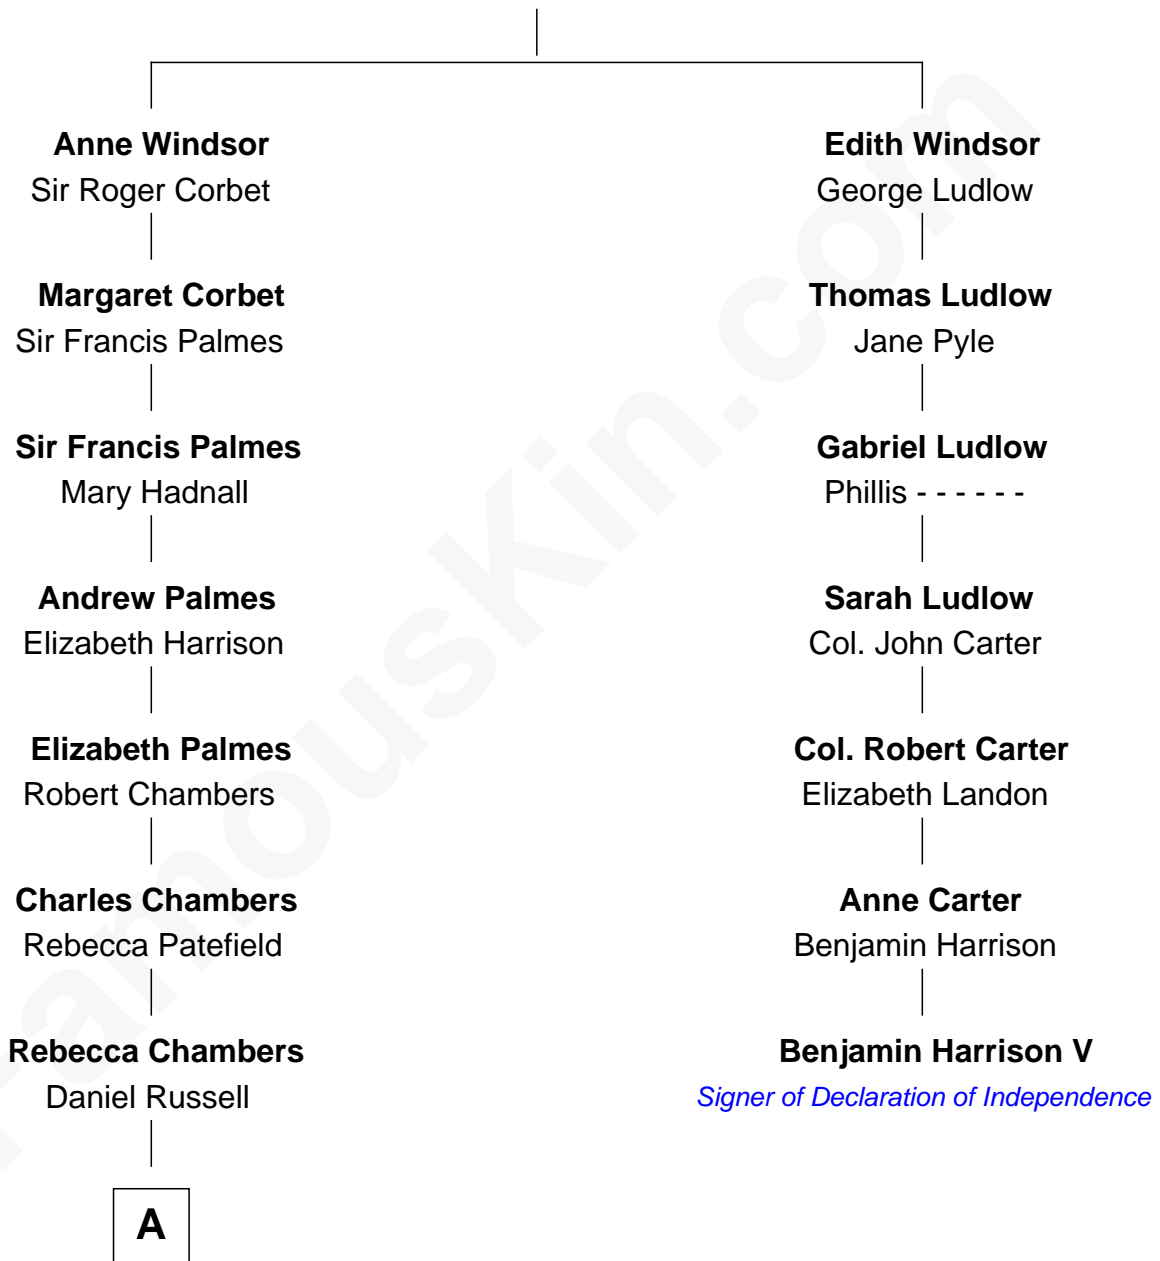 Anne Windsor
Sir Roger Corbet
Margaret Corbet
Sir Francis Palmes
Sir Francis Palmes
Mary Hadnall
Andrew Palmes
Elizabeth Harrison
Elizabeth Palmes
Robert Chambers
Charles Chambers
Rebecca Patefield
Rebecca Chambers
Daniel Russell
A
Edith Windsor
George Ludlow
Thomas Ludlow
Jane Pyle
Gabriel Ludlow
Phillis - - - - - -
Sarah Ludlow
Col. John Carter
Col. Robert Carter
Elizabeth Landon
Anne Carter
Benjamin Harrison
Benjamin Harrison V
Signer of Declaration of Independence
FamousKin.com